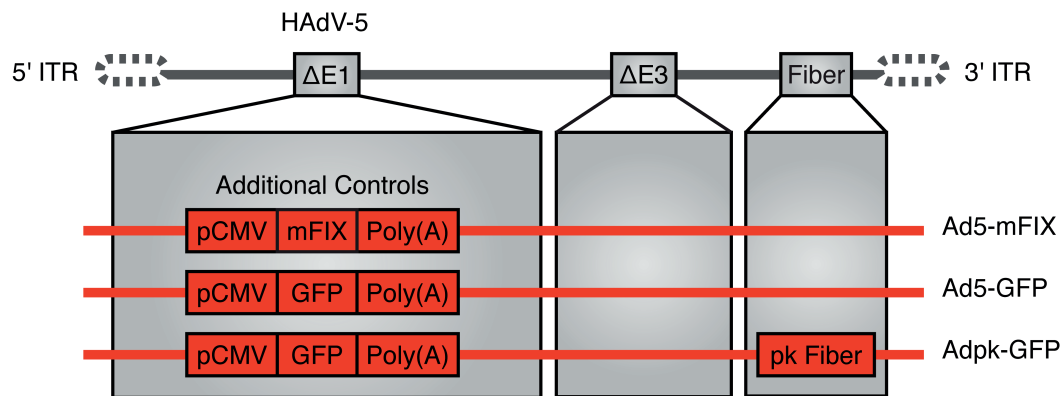 HAdV-5
5' ITR ΔE1 ΔE3 Fiber 3' ITR
Additional Controls
pCMV mFIX Poly(A) Ad5-mFIX
pCMV GFP Poly(A) Ad5-GFP
pCMV GFP Poly(A) pk Fiber Adpk-GFP